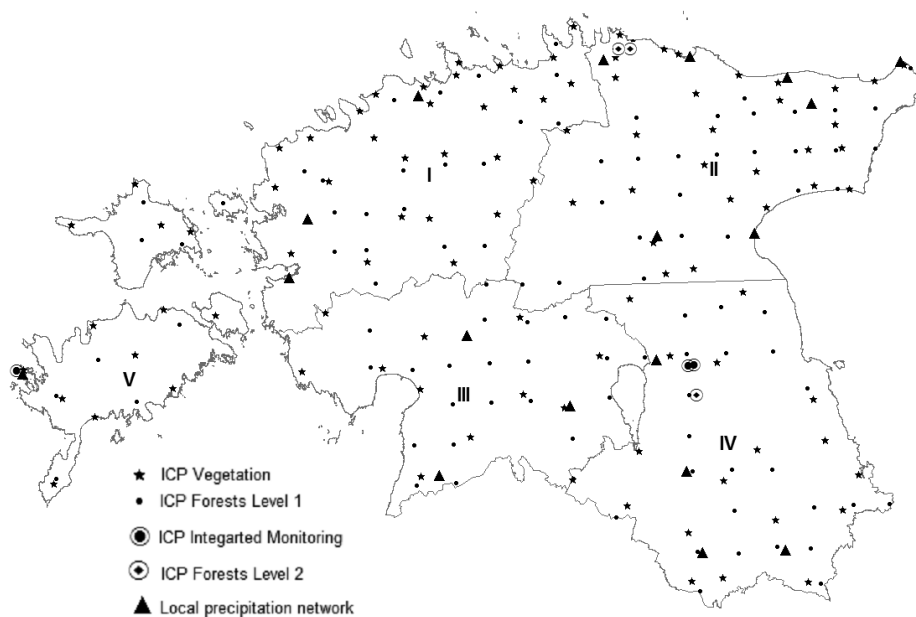 I
II
III
IV
V
ICP Vegetation
ICP Forests Level 1
ICP Integarted Monitoring
ICP Forests Level 2
Local precipitation network